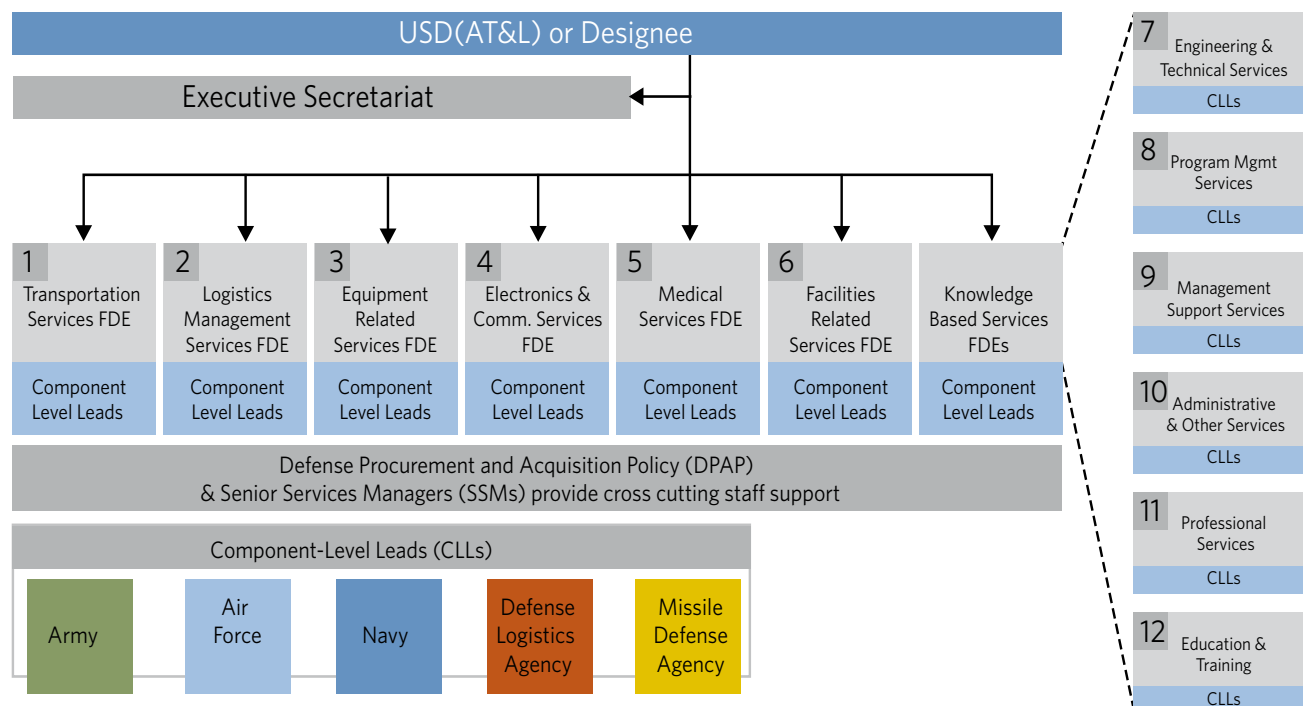 USD(AT&L) or Designee
Executive Secretariat
1
Transportation
Services FDE
Component
Level Leads
2
Logistics
Management
Services FDE
Component
Level Leads
3
Equipment
Related
Services FDE
Component
Level Leads
4
Electronics &
Comm. Services
FDE
Component
Level Leads
5
Medical
Services FDE
Component
Level Leads
6
Facilities
Related
Services FDE
Component
Level Leads
Knowledge
Based Services
FDEs
Component
Level Leads
Defense Procurement and Acquisition Policy (DPAP)
& Senior Services Managers (SSMs) provide cross cutting staff support
Component-Level Leads (CLLs)
Army
Air
Force
Navy
Defense
Logistics
Agency
Missile
Defense
Agency
7
Engineering &
Technical Services
CLLs
8
Program Mgmt
Services
CLLs
9
Management
Support Services
CLLs
10
Administrative
& Other Services
CLLs
11
Professional
Services
CLLs
12
Education &
Training
CLLs